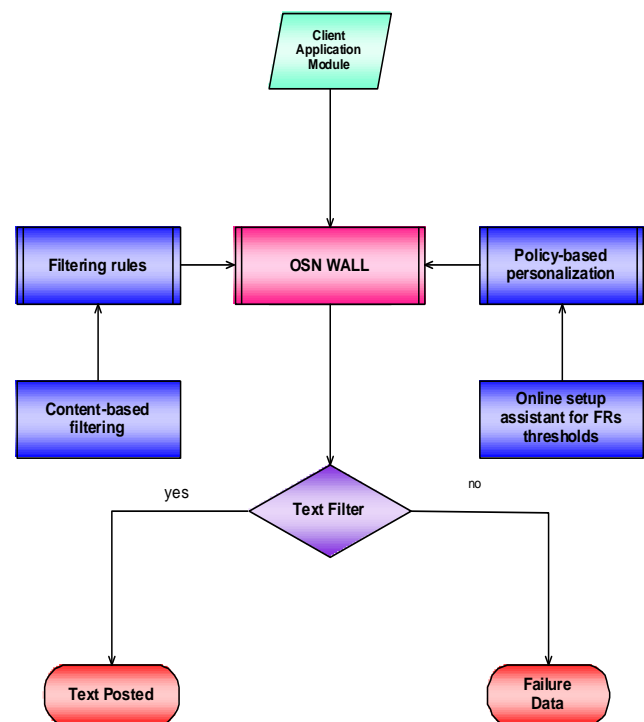 Client
Application
Module
Filtering rules
OSN WALL
Policy-based
personalization
Content-based
filtering
Online setup
assistant for FRs
thresholds
yes
no
Text Filter
Text Posted
Failure
Data